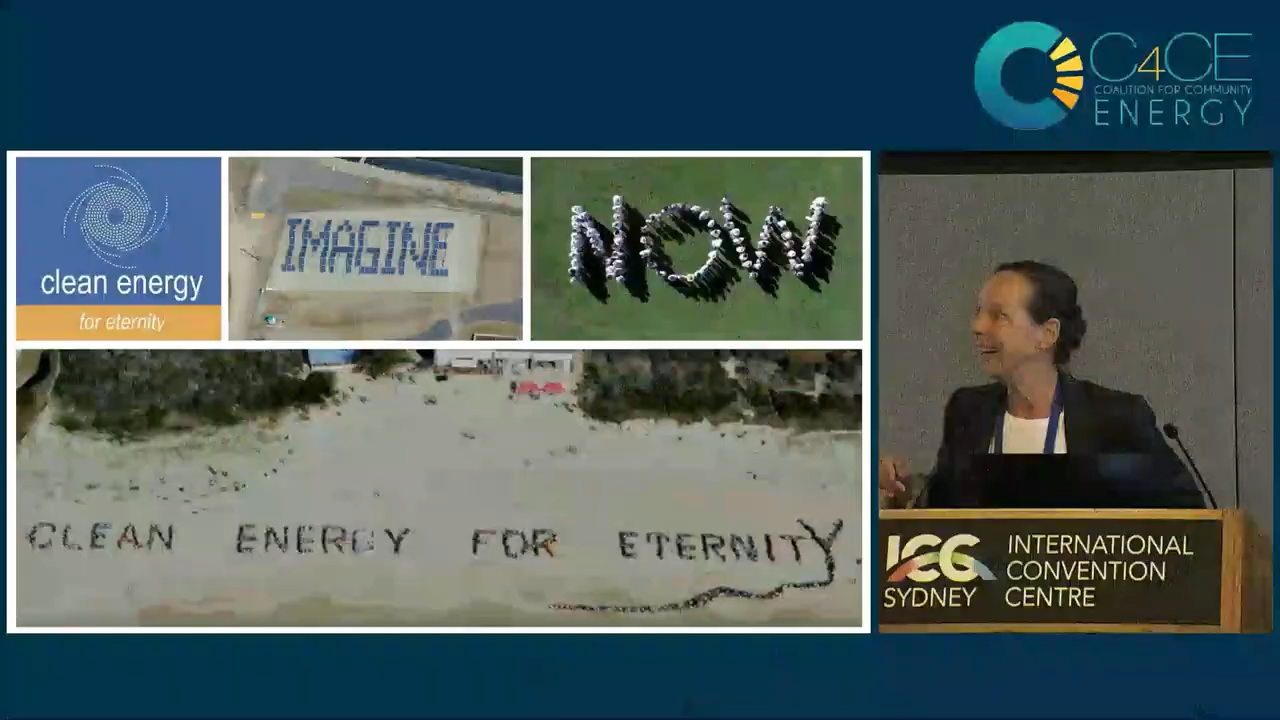 C4CE
COALITION FOR COMMUNITY
ENERGY
clean energy
for eternity
IMAGINE
NOW
CLEAN ENERGY FOR ETERNITY
ICC
SYDNEY
INTERNATIONAL
CONVENTION
CENTRE